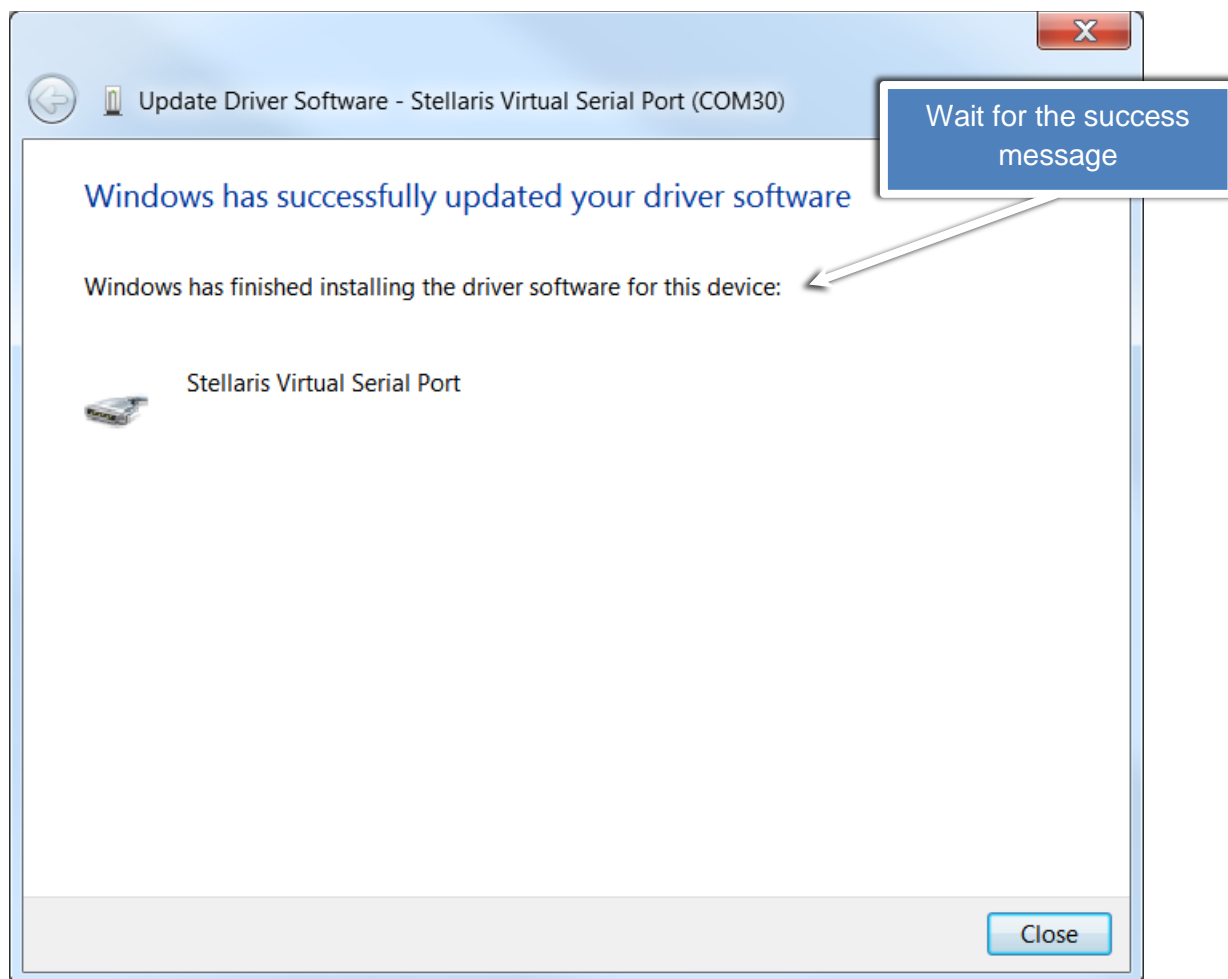 Update Driver Software - Stellaris Virtual Serial Port (COM30)
Wait for the success
message
Windows has successfully updated your driver software
Windows has finished installing the driver software for this device:
Stellaris Virtual Serial Port
Close